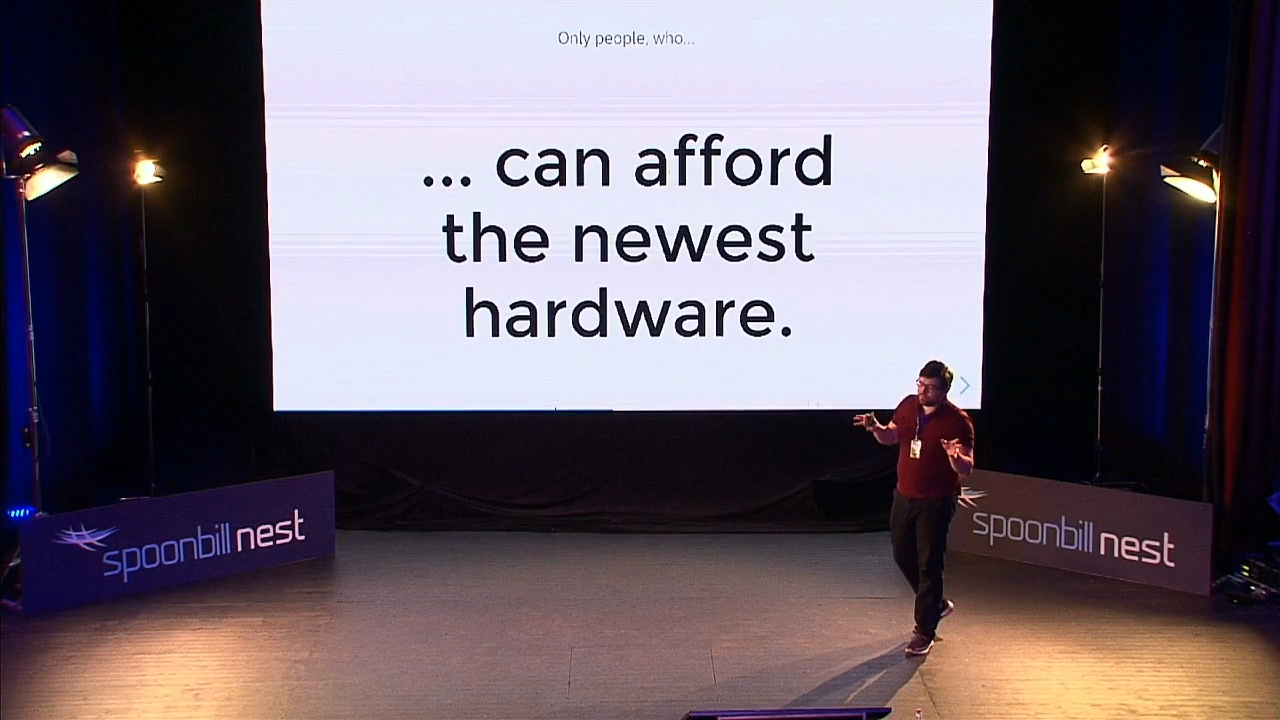 Only people, who...
... can afford
the newest
hardware.
spoonbill nest
spoonbill nest